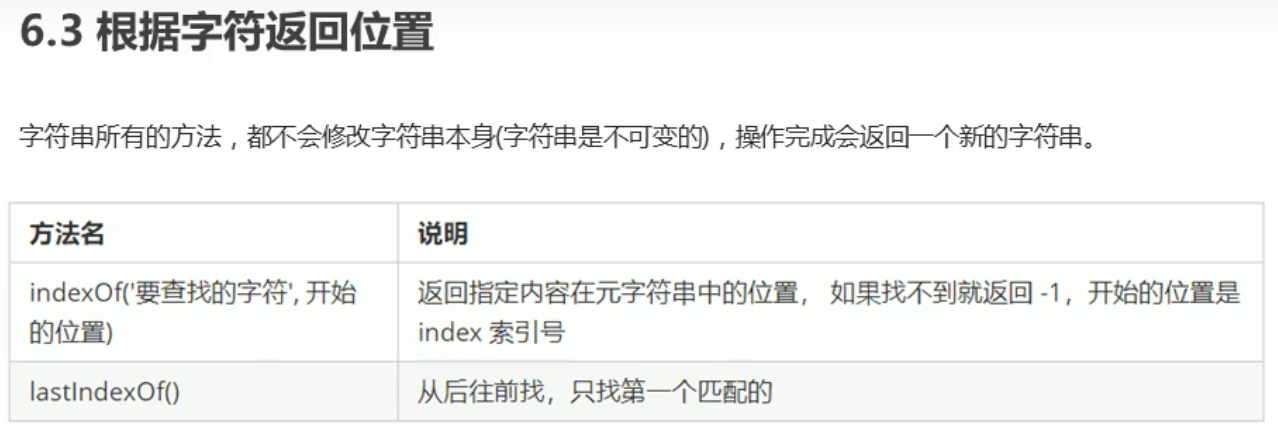 6.3 根据字符返回位置
字符串所有的方法，都不会修改字符串本身(字符串是不可变的)，操作完成会返回一个新的字符串。
方法名 说明
indexOf('要查找的字符', 开始
的位置)
返回指定内容在元字符串中的位置， 如果找不到就返回 -1，开始的位置是
index 索引号
lastIndexOf() 从后往前找，只找第一个匹配的